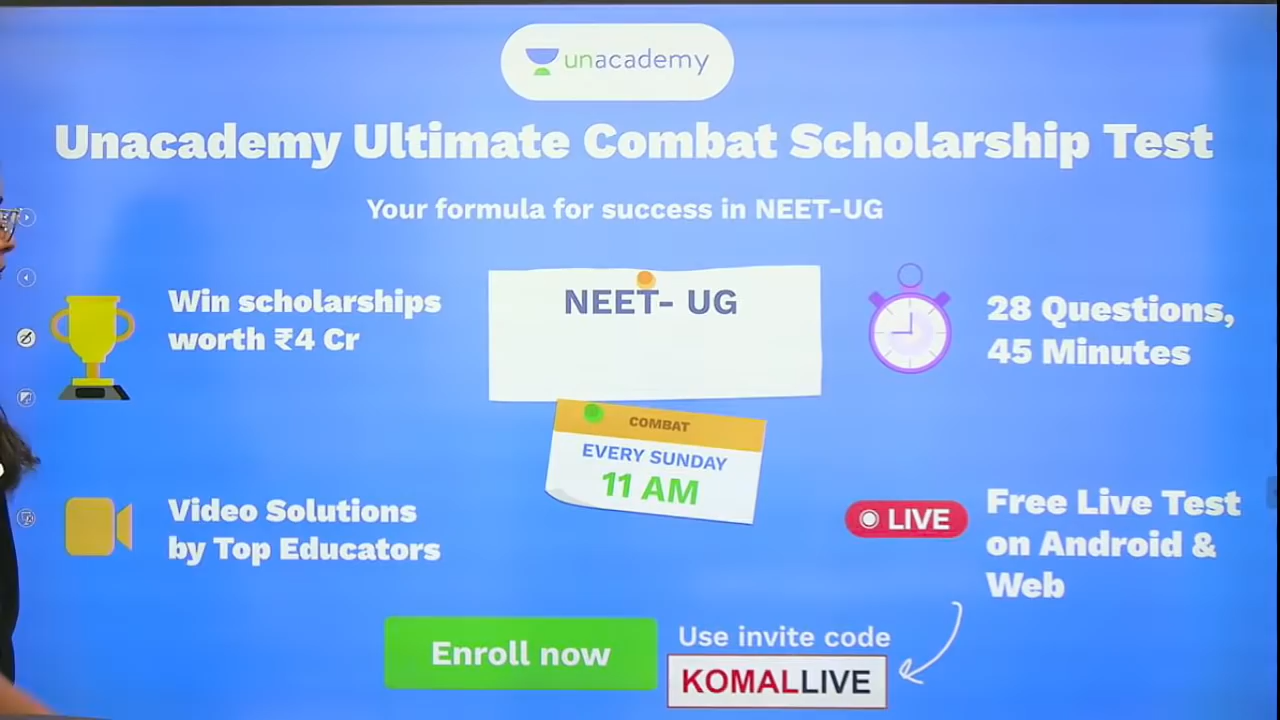 unacademy
Unacademy Ultimate Combat Scholarship Test
Your formula for success in NEET-UG
Win scholarships
worth ₹4 Cr
NEET- UG
28 Questions,
45 Minutes
COMBAT
EVERY SUNDAY
11 AM
Video Solutions
by Top Educators
LIVE
Free Live Test
on Android &
Web
Enroll now
Use invite code
KOMALLIVE